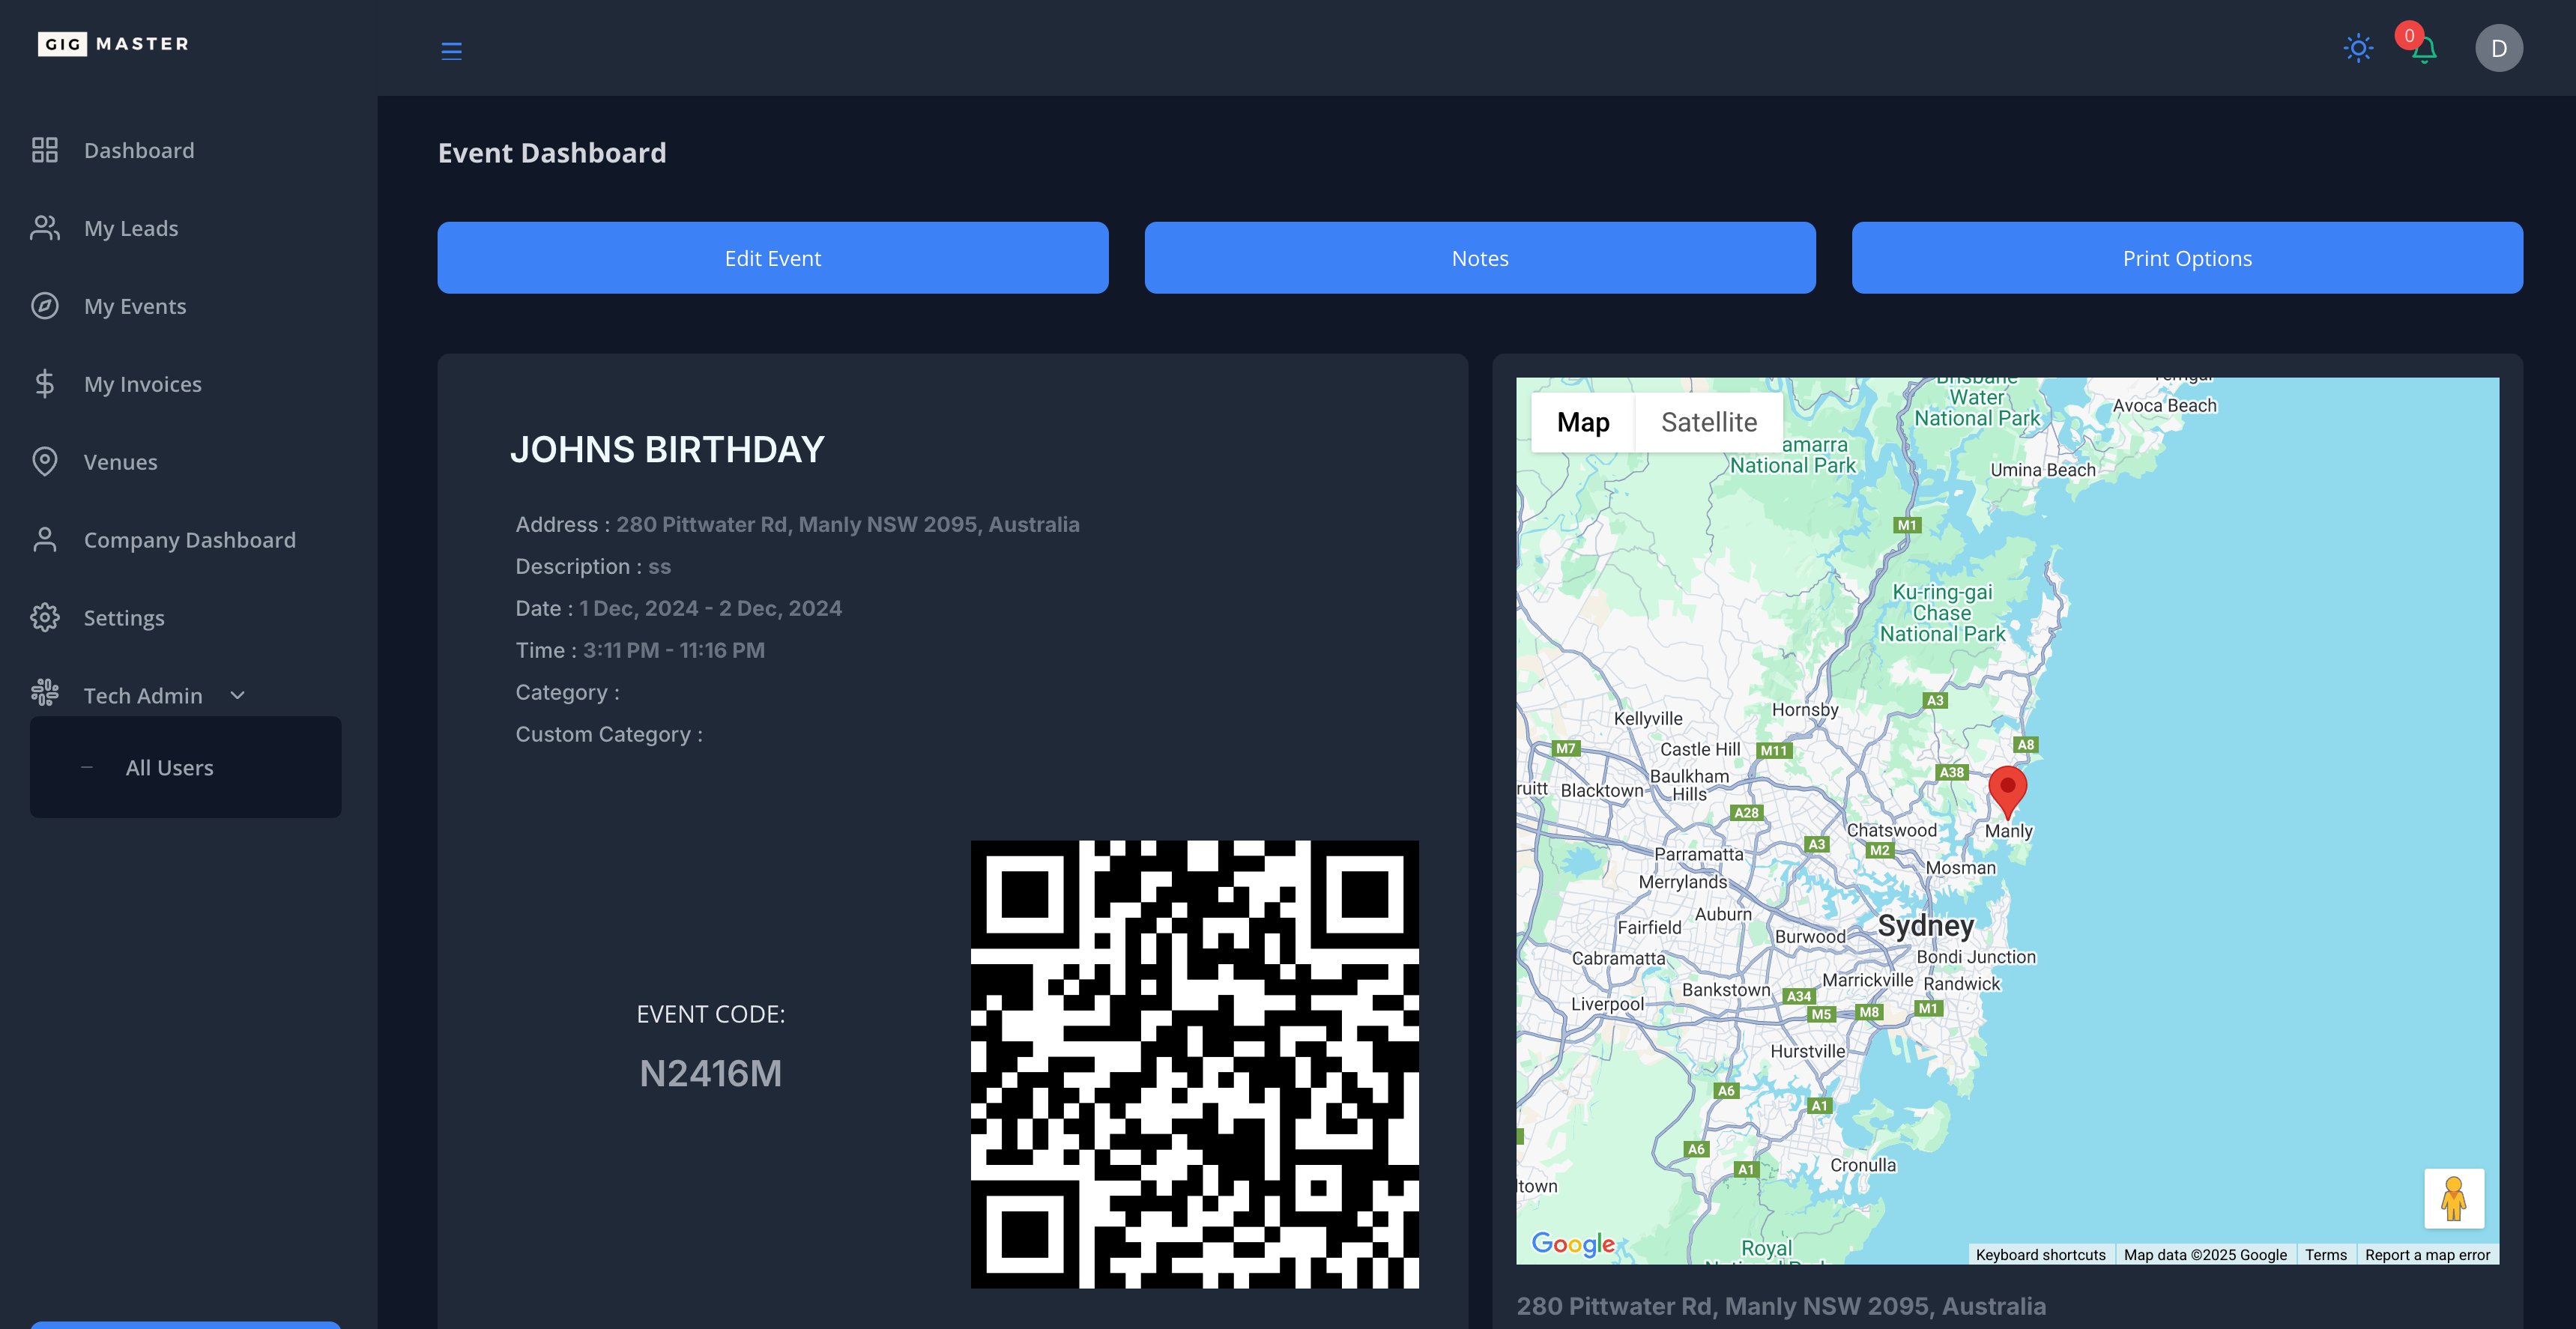 GIG MASTER
0
D
Dashboard
My Leads
My Events
My Invoices
Venues
Company Dashboard
Settings
Tech Admin
All Users
Event Dashboard
Edit Event
Notes
Print Options
JOHNS BIRTHDAY
Address : 280 Pittwater Rd, Manly NSW 2095, Australia
Description : ss
Date : 1 Dec, 2024 - 2 Dec, 2024
Time : 3:11 PM - 11:16 PM
Category :
Custom Category :
EVENT CODE:
N2416M
Map
Satellite
Brisbane
Water
National Park
Avoca Beach
amarra
National Park
Umina Beach
M1
Ku-ring-gai
Chase
National Park
A3
Hornsby
Kellyville
A8
M7
Castle Hill
M11
A38
Baulkham
Hills
ruitt
Blacktown
A28
Chatswood
Manly
A3
M2
Parramatta
Mosman
Merrylands
Auburn
Fairfield
Sydney
Burwood
Cabramatta
Bondi Junction
Marrickville
Randwick
Bankstown
A34
Liverpool
M5
M8
M1
Hurstville
A6
A1
A6
A1
Cronulla
ltown
Royal
Google
Keyboard shortcuts
Map data ©2025 Google
Terms
Report a map error
280 Pittwater Rd, Manly NSW 2095, Australia